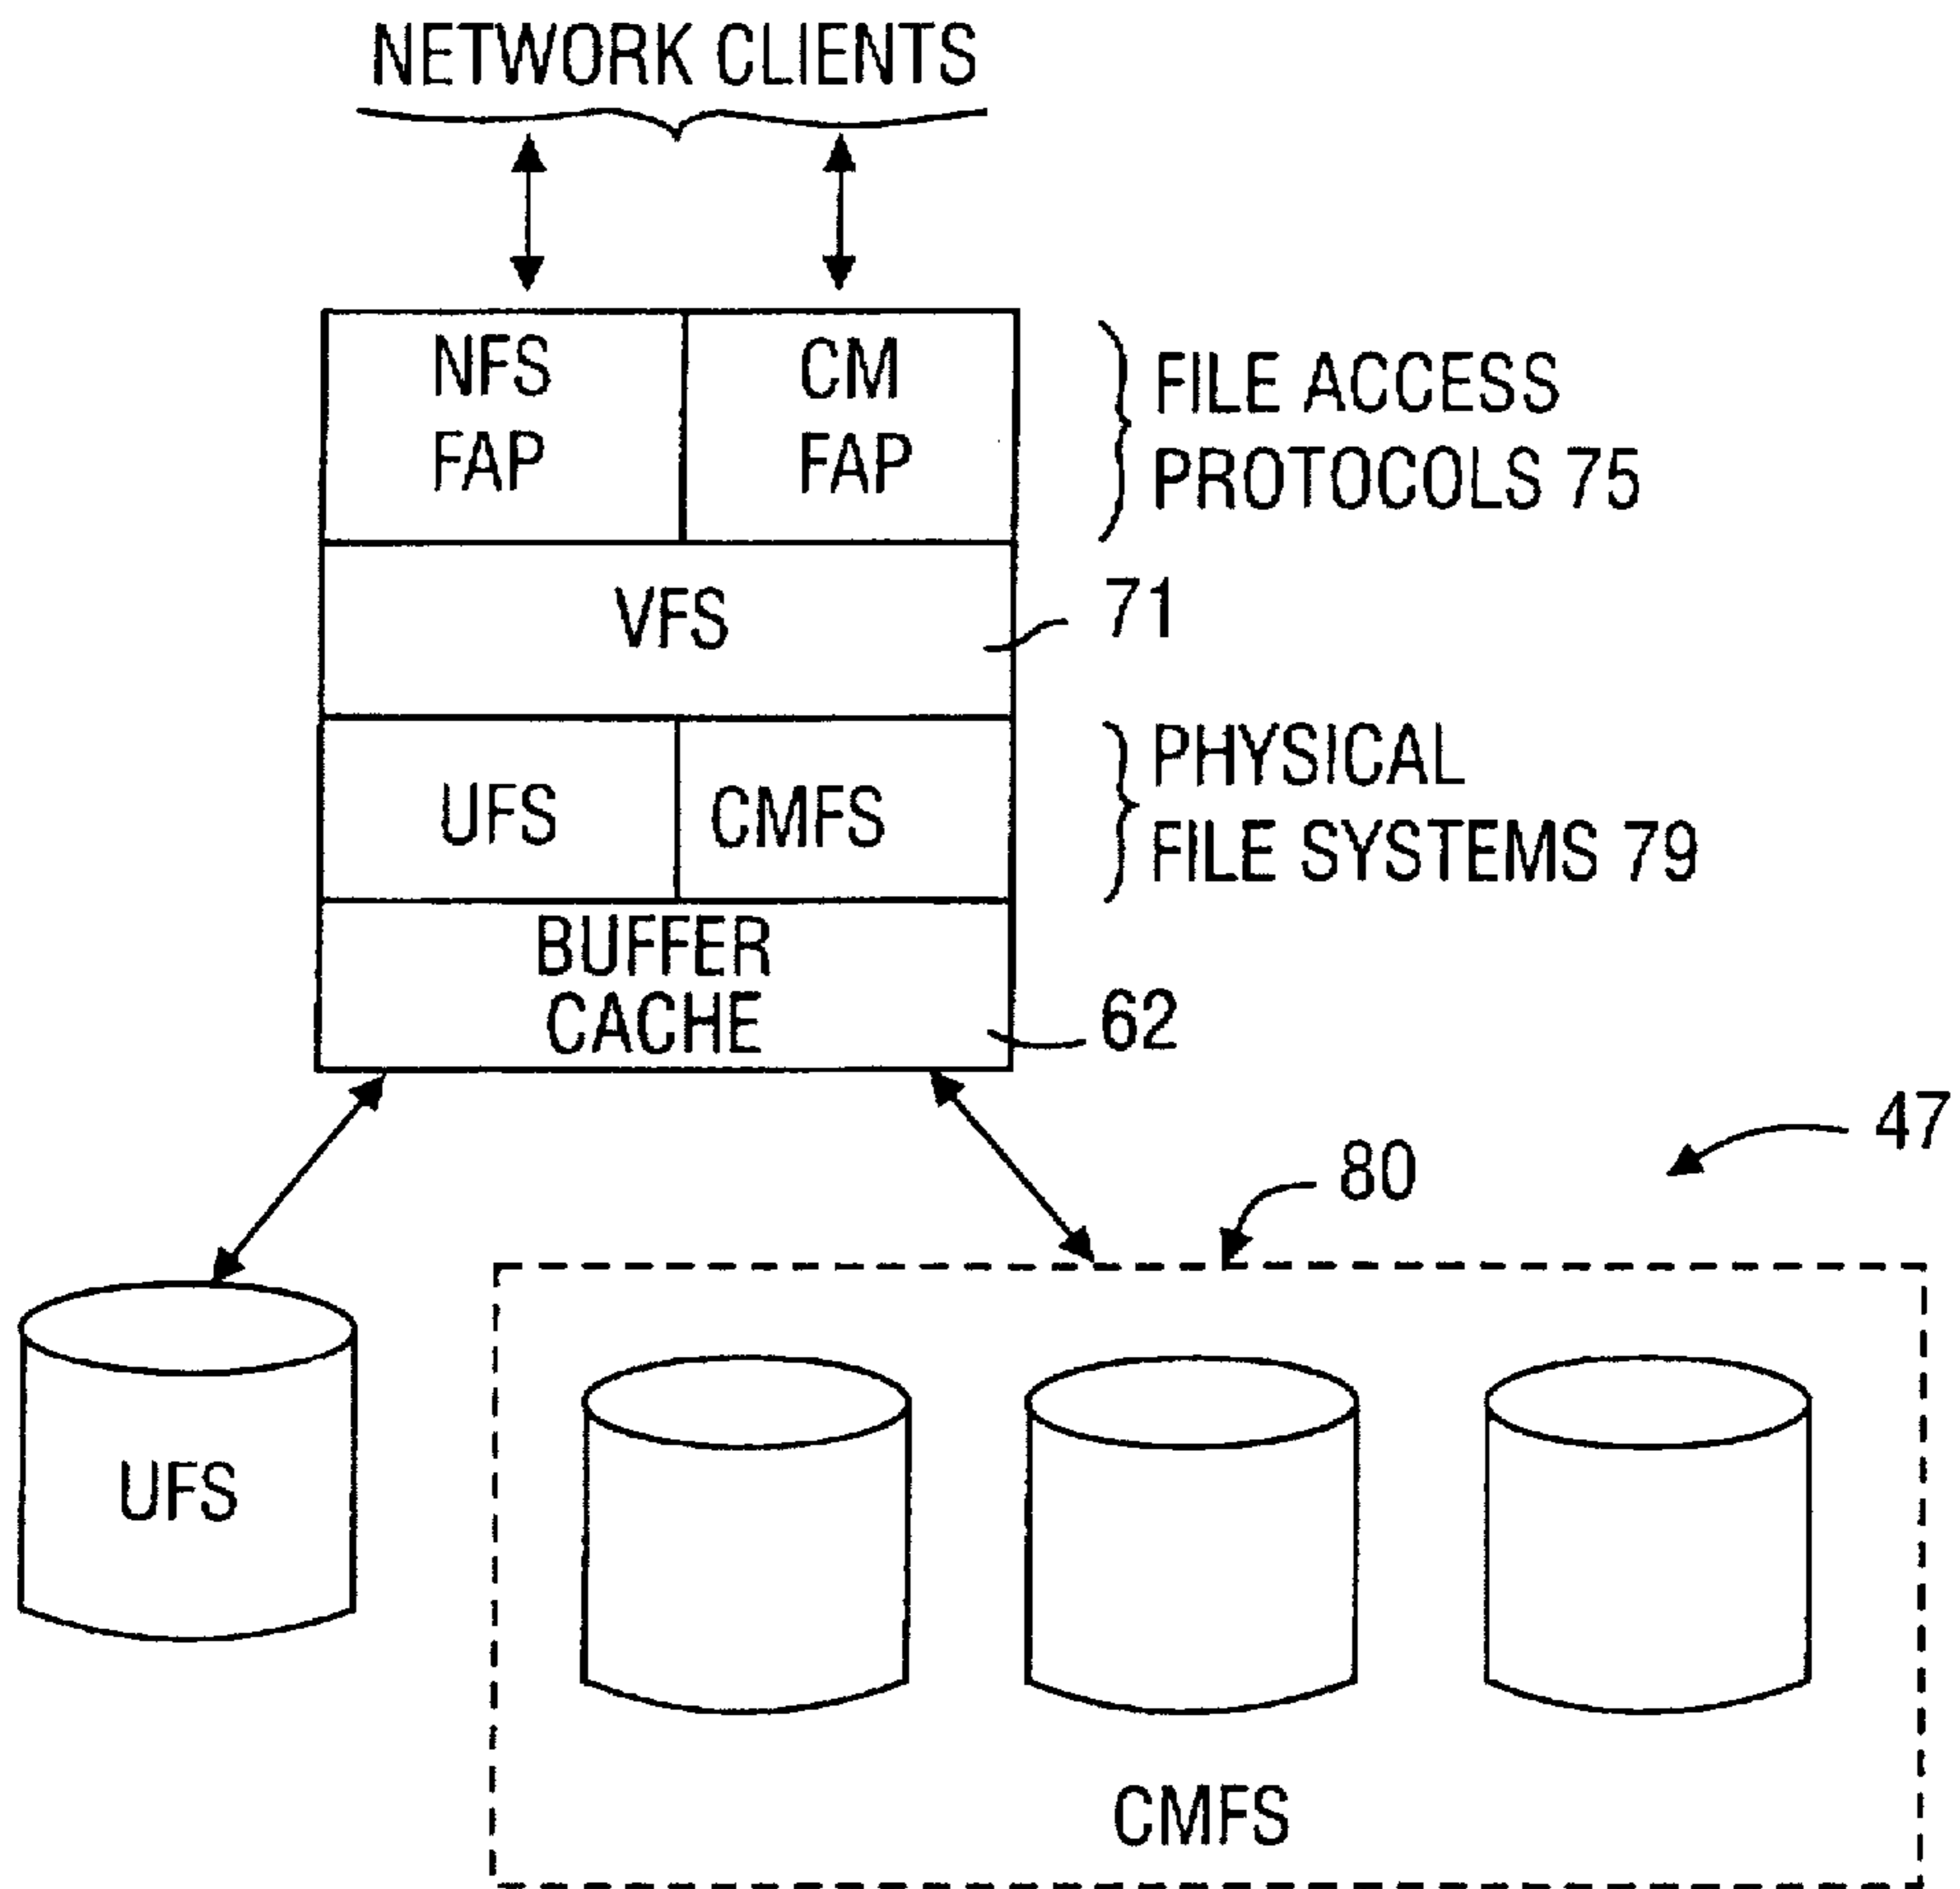 NETWORK CLIENTS
NFS
FAP
CM
FAP
FILE ACCESS
PROTOCOLS 75
VFS
71
UFS
CMFS
PHYSICAL
FILE SYSTEMS 79
BUFFER
CACHE
62
47
80
UFS
CMFS